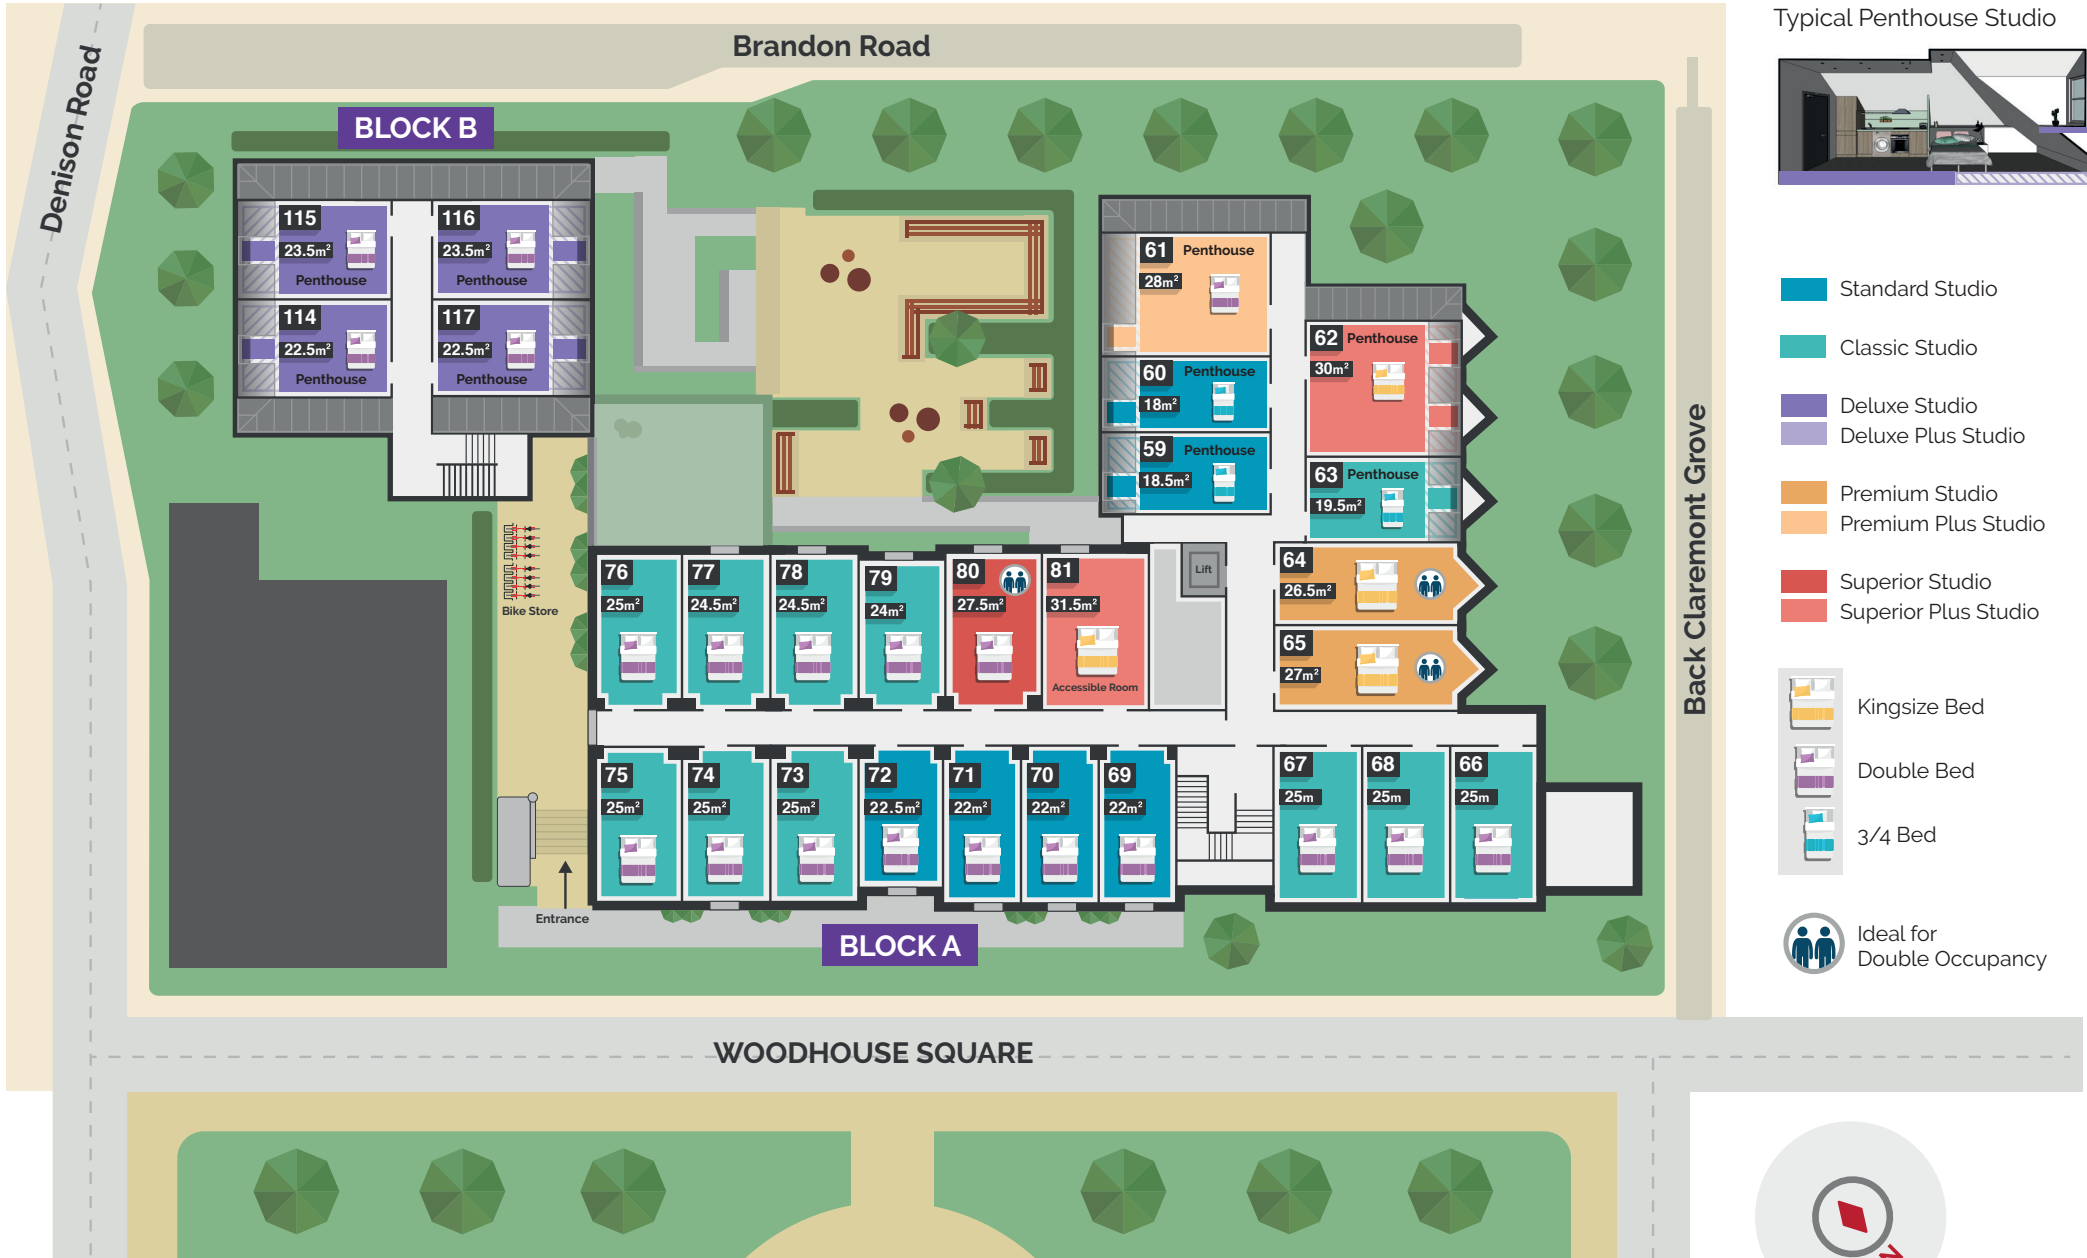 Typical Penthouse Studio
Brandon Road
Denison Road
BLOCK B
115
23.5m²
Penthouse
116
23.5m²
Penthouse
114
22.5m²
Penthouse
117
22.5m²
Penthouse
61 Penthouse
28m²
60 Penthouse
18m²
59 Penthouse
18.5m²
62 Penthouse
30m²
63 Penthouse
19.5m²
64
26.5m²
65
27m²
Lift
Back Claremont Grove
Bike Store
76
25m²
77
24.5m²
78
24.5m²
79
24m²
80
27.5m²
81
31.5m²
Accessible Room
75
25m²
74
25m²
73
25m²
72
22.5m²
71
22m²
70
22m²
69
22m²
67
25m
68
25m
66
25m
Entrance
BLOCK A
WOODHOUSE SQUARE
Standard Studio
Classic Studio
Deluxe Studio
Deluxe Plus Studio
Premium Studio
Premium Plus Studio
Superior Studio
Superior Plus Studio
Kingsize Bed
Double Bed
3/4 Bed
Ideal for
Double Occupancy
N